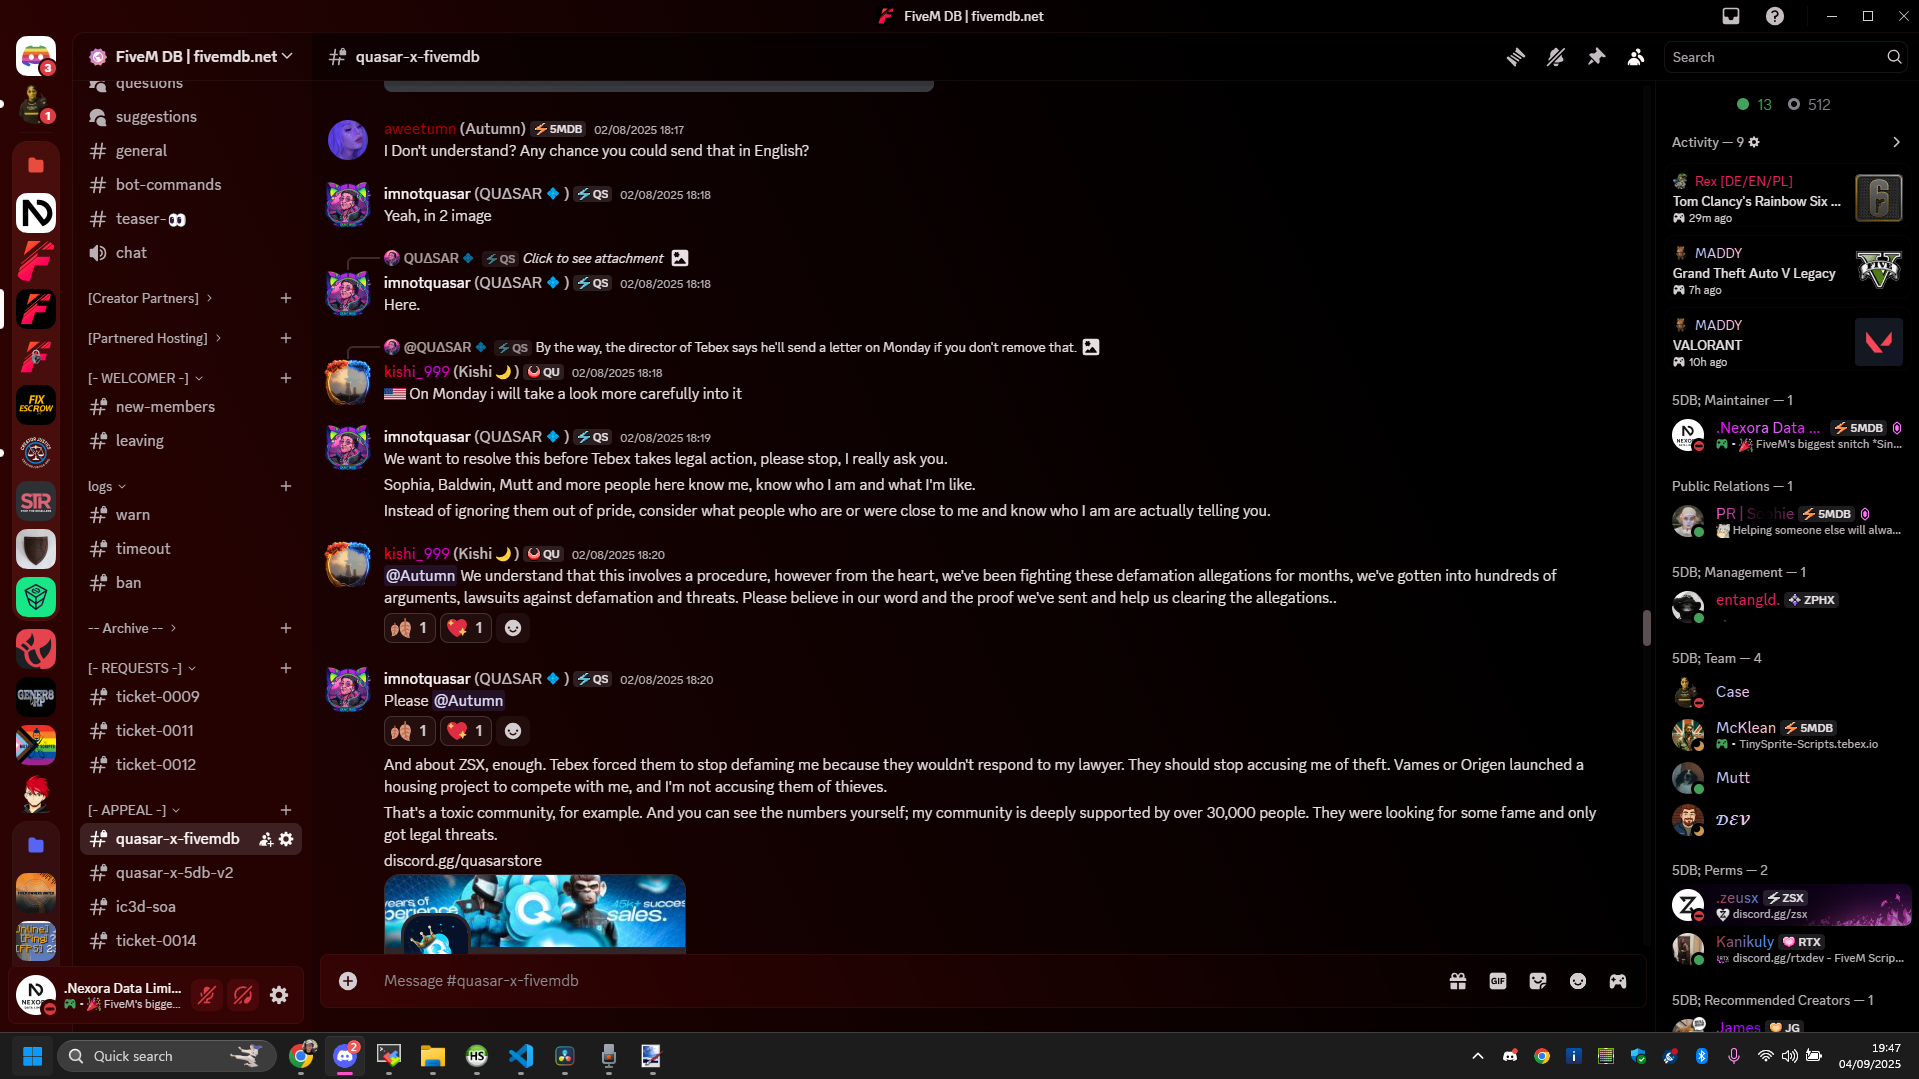 FiveM DB | fivemdb.net
FiveM DB | fivemdb.net
quasar-x-fivemdb
Search
3
1
questions
suggestions
general
bot-commands
teaser-
chat
[Creator Partners]
[Partnered Hosting]
[- WELCOMER -]
new-members
leaving
logs
warn
timeout
ban
-- Archive --
[- REQUESTS -]
ticket-0009
ticket-0011
ticket-0012
[- APPEAL -]
quasar-x-fivemdb
quasar-x-5db-v2
ic3d-soa
ticket-0014
FIX
ESCROW
STR
.Nexora Data Limi...
FiveM's bigge...
aweetumn (Autumn) 5MDB 02/08/2025 18:17
I Don't understand? Any chance you could send that in English?
imnotquasar (QUΔSAR) QS 02/08/2025 18:18
Yeah, in 2 image
QUΔSAR QS Click to see attachment
imnotquasar (QUΔSAR) QS 02/08/2025 18:18
Here.
@QUΔSAR QS By the way, the director of Tebex says he'll send a letter on Monday if you don't remove that.
kishi_999 (Kishi) QU 02/08/2025 18:18
On Monday i will take a look more carefully into it
imnotquasar (QUΔSAR) QS 02/08/2025 18:19
We want to resolve this before Tebex takes legal action, please stop, I really ask you.
Sophia, Baldwin, Mutt and more people here know me, know who I am and what I'm like.
Instead of ignoring them out of pride, consider what people who are or were close to me and know who I am are actually telling you.
kishi_999 (Kishi) QU 02/08/2025 18:20
@Autumn We understand that this involves a procedure, however from the heart, we've been fighting these defamation allegations for months, we've gotten into hundreds of
arguments, lawsuits against defamation and threats. Please believe in our word and the proof we've sent and help us clearing the allegations..
1 1
imnotquasar (QUΔSAR) QS 02/08/2025 18:20
Please @Autumn
1 1
And about ZSX, enough. Tebex forced them to stop defaming me because they wouldn't respond to my lawyer. They should stop accusing me of theft. Vames or Origen launched a
housing project to compete with me, and I'm not accusing them of thieves.
That's a toxic community, for example. And you can see the numbers yourself; my community is deeply supported by over 30,000 people. They were looking for some fame and only
got legal threats.
discord.gg/quasarstore
45k+ success
sales.
Message #quasar-x-fivemdb
GIF
13 512
Activity — 9
Rex [DE/EN/PL]
Tom Clancy's Rainbow Six ...
29m ago
MADDY
Grand Theft Auto V Legacy
7h ago
MADDY
VALORANT
10h ago
5DB; Maintainer — 1
.Nexora Data ... 5MDB
FiveM's biggest snitch *Sin...
Public Relations — 1
PR | Sophie 5MDB
Helping someone else will alwa...
5DB; Management — 1
entangld. ZPHX
5DB; Team — 4
Case
McKlean 5MDB
TinySprite-Scripts.tebex.io
Mutt
𝓓𝓔𝓥
5DB; Perms — 2
.zeusx ZSX
discord.gg/zsx
Kanikuly RTX
discord.gg/rtxdev - FiveM Scrip...
5DB; Recommended Creators — 1
James JG
Quick search
2
HS
19:47
04/09/2025